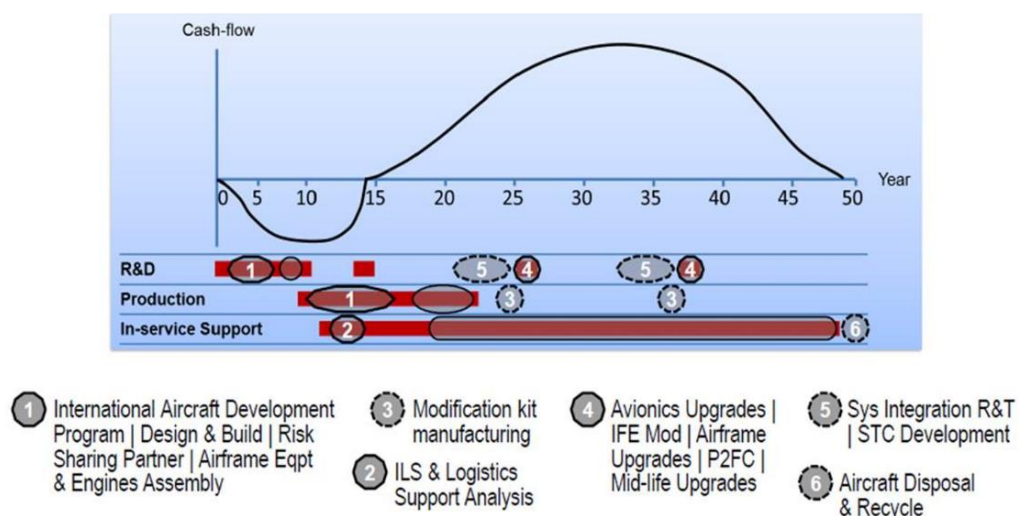 Cash-flow
0 5 10 15 20 25 30 35 40 45 50 Year
R&D 1 5 4 5 4
Production 1 3 3
In-service Support 2 6
1 International Aircraft Development
Program | Design & Build | Risk
Sharing Partner | Airframe Eqpt
& Engines Assembly
3 Modification kit
manufacturing
2 ILS & Logistics
Support Analysis
4 Avionics Upgrades |
IFE Mod | Airframe
Upgrades | P2FC |
Mid-life Upgrades
5 Sys Integration R&T
| STC Development
6 Aircraft Disposal
& Recycle